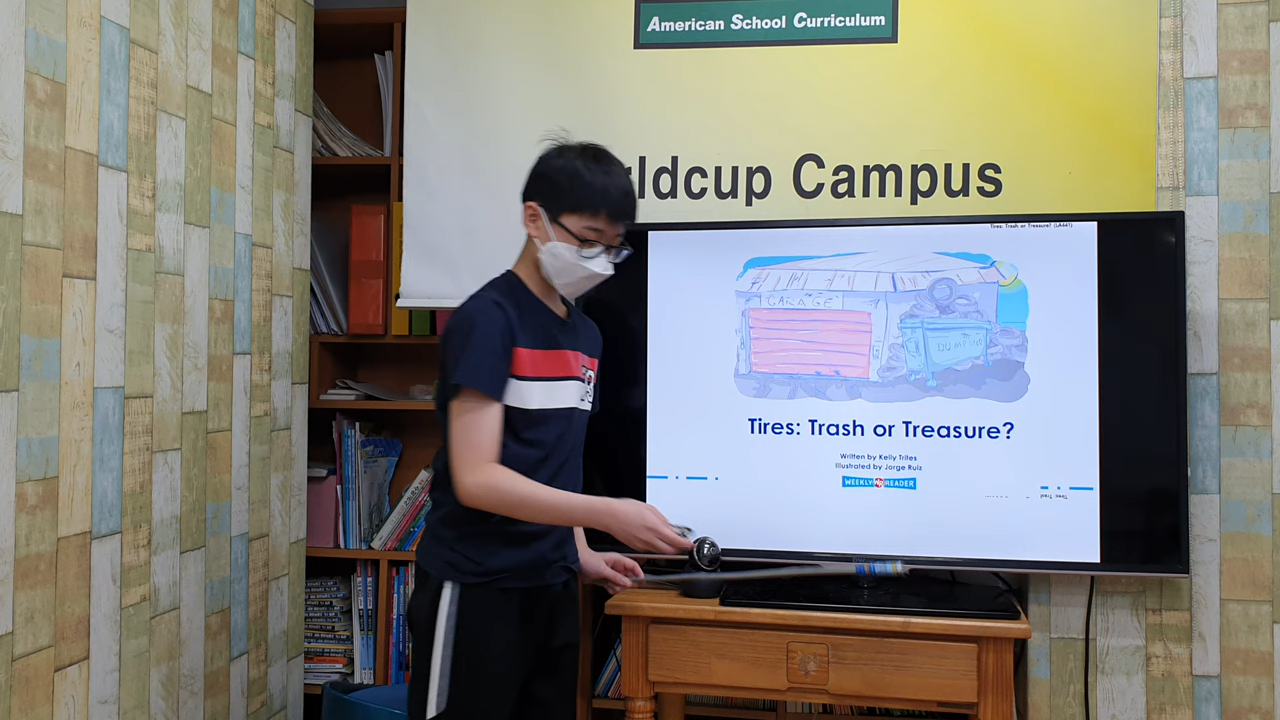 American School Curriculum
ldcup Campus
Tires: Trash or Treasure? (LA441)
GARAGE
Tires: Trash or Treasure?
Written by Kelly Trites
Illustrated by Jorge Ruiz
WEEKLY WR READER